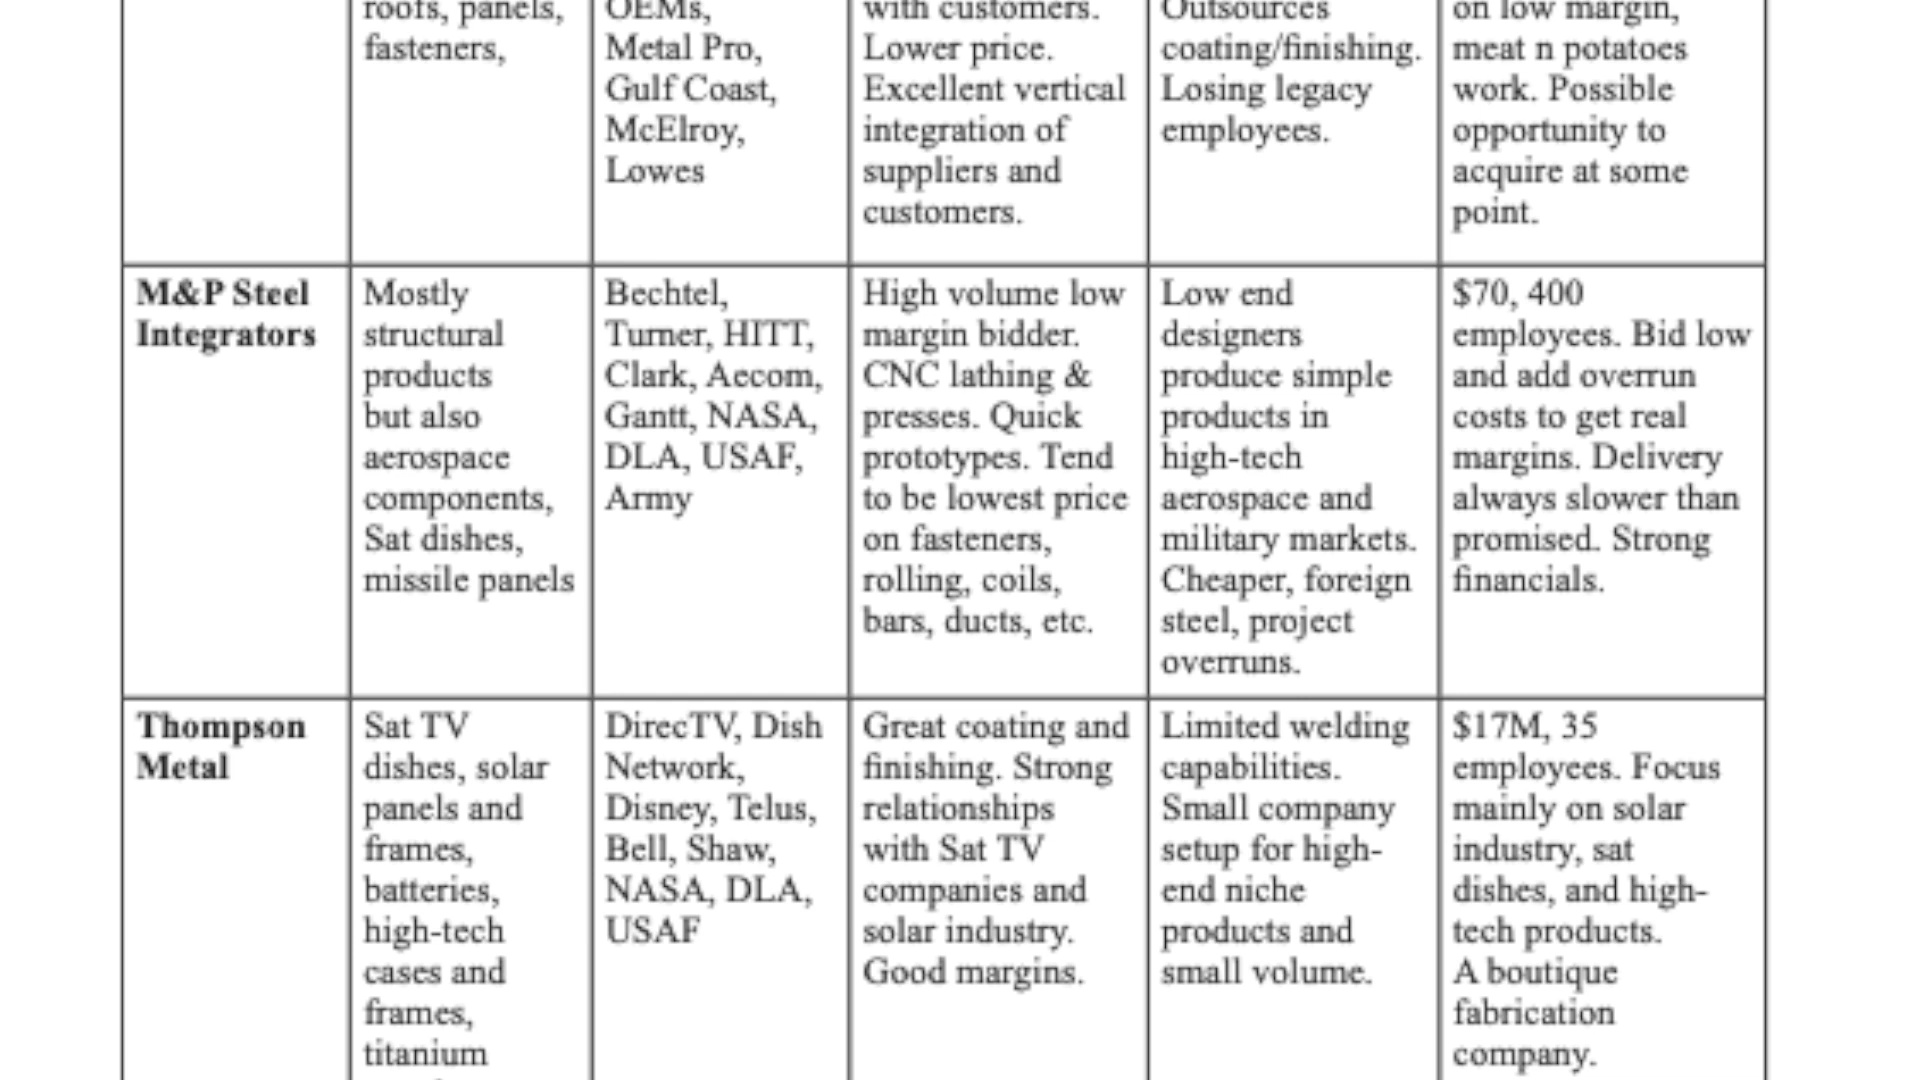 roofs, panels,
fasteners,
OEMs,
Metal Pro,
Gulf Coast,
McElroy,
Lowes
with customers.
Lower price.
Excellent vertical
integration of
suppliers and
customers.
Outsources
coating/finishing.
Losing legacy
employees.
on low margin,
meat n potatoes
work. Possible
opportunity to
acquire at some
point.
M&P Steel
Integrators
Mostly
structural
products
but also
aerospace
components,
Sat dishes,
missile panels
Bechtel,
Turner, HITT,
Clark, Aecom,
Gantt, NASA,
DLA, USAF,
Army
High volume low
margin bidder.
CNC lathing &
presses. Quick
prototypes. Tend
to be lowest price
on fasteners,
rolling, coils,
bars, ducts, etc.
Low end
designers
produce simple
products in
high-tech
aerospace and
military markets.
Cheaper, foreign
steel, project
overruns.
$70, 400
employees. Bid low
and add overrun
costs to get real
margins. Delivery
always slower than
promised. Strong
financials.
Thompson
Metal
Sat TV
dishes, solar
panels and
frames,
batteries,
high-tech
cases and
frames,
titanium
DirecTV, Dish
Network,
Disney, Telus,
Bell, Shaw,
NASA, DLA,
USAF
Great coating and
finishing. Strong
relationships
with Sat TV
companies and
solar industry.
Good margins.
Limited welding
capabilities.
Small company
setup for high-
end niche
products and
small volume.
$17M, 35
employees. Focus
mainly on solar
industry, sat
dishes, and high-
tech products.
A boutique
fabrication
company.